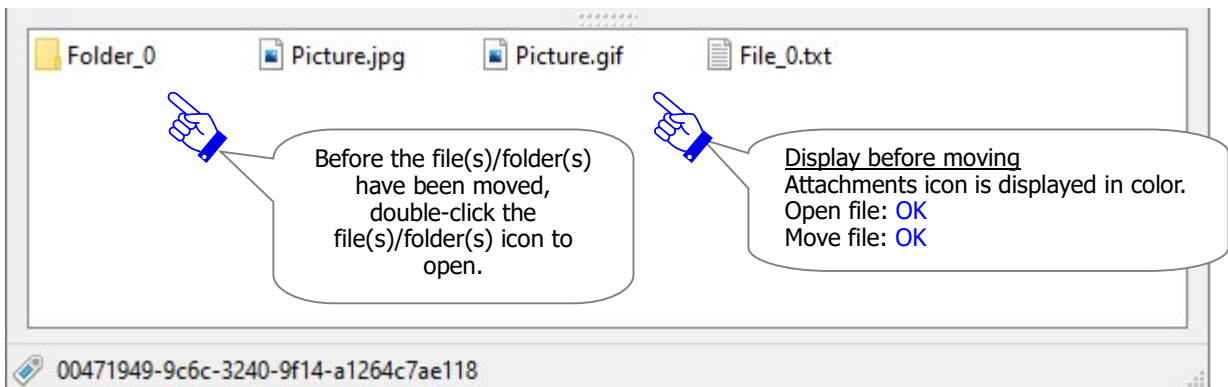 Folder_0 Picture.jpg Picture.gif File_0.txt
Before the file(s)/folder(s)
have been moved,
double-click the
file(s)/folder(s) icon to
open.
Display before moving
Attachments icon is displayed in color.
Open file: OK
Move file: OK
00471949-9c6c-3240-9f14-a1264c7ae118